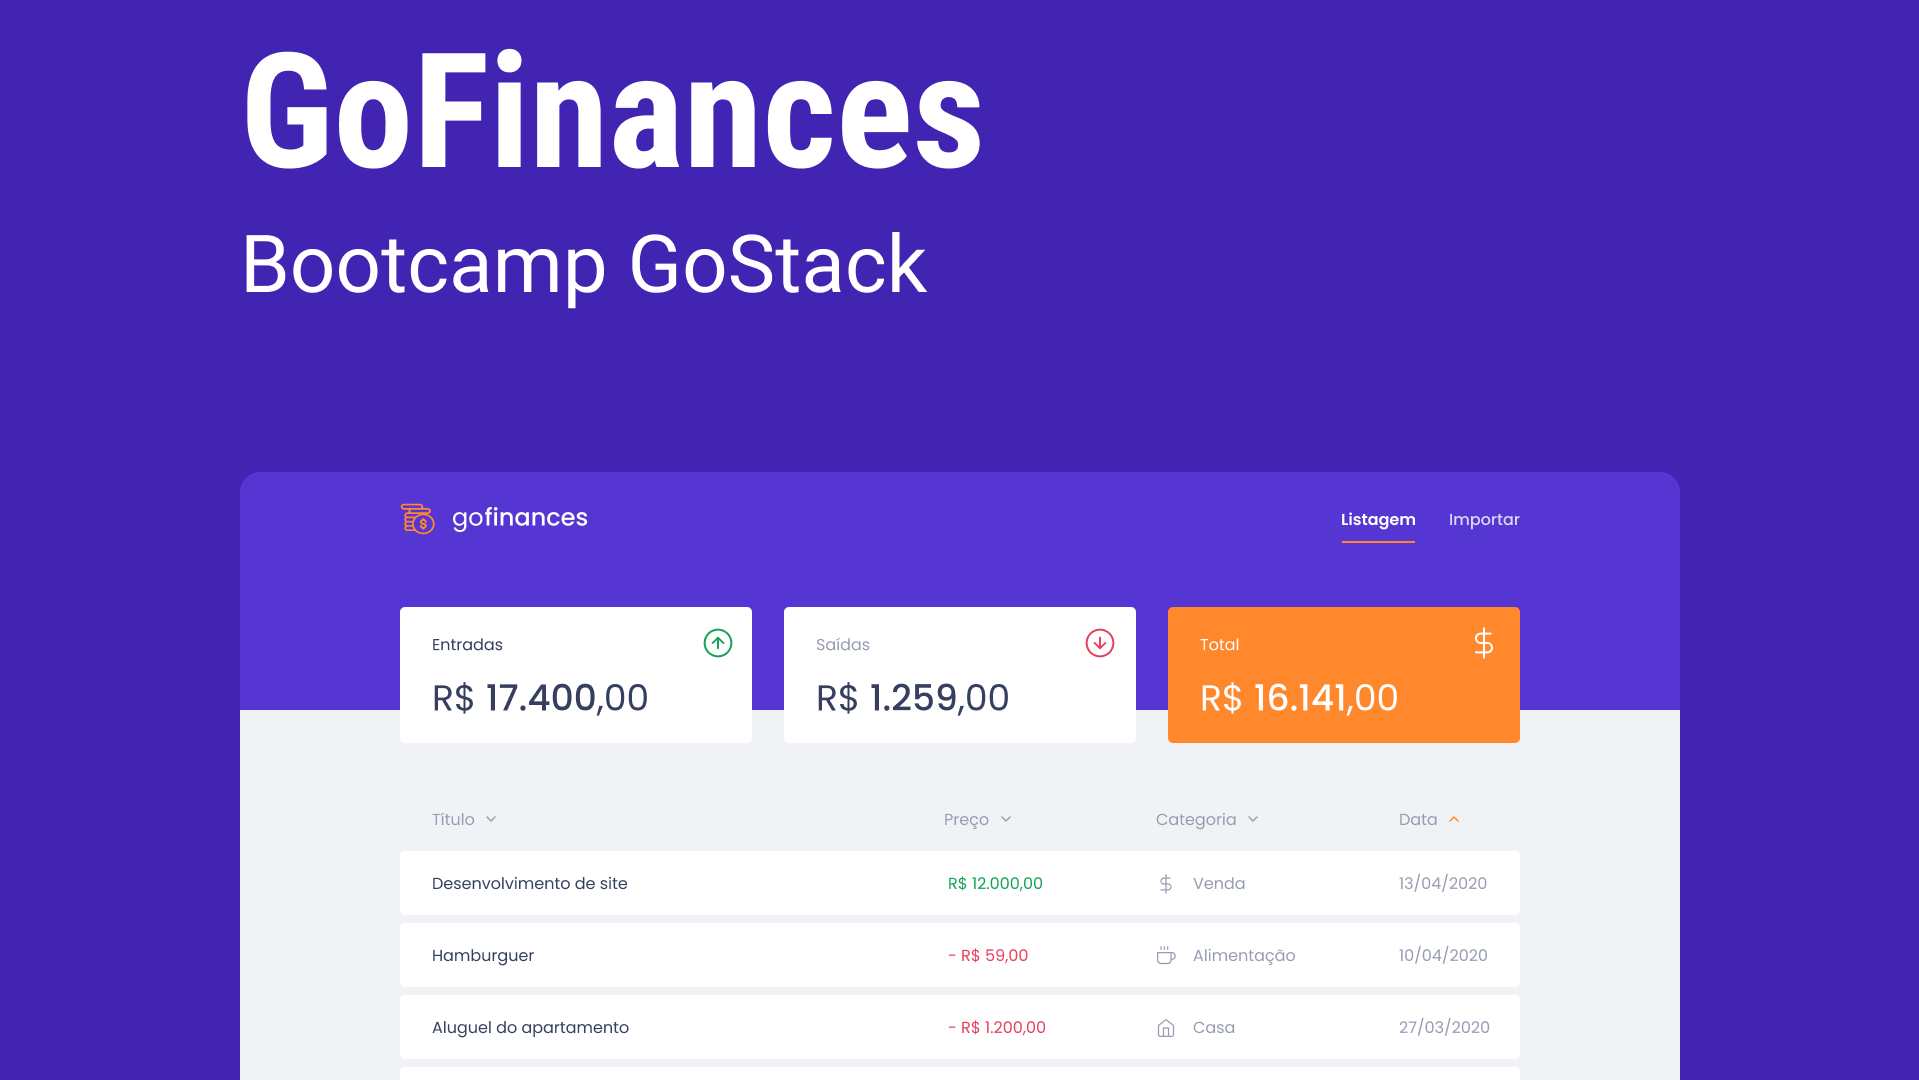 GoFinances
Bootcamp GoStack
gofinances
Listagem Importar
Entradas Saídas Total
R$ 17.400,00 R$ 1.259,00 R$ 16.141,00
Título Preço Categoria Data
Desenvolvimento de site R$ 12.000,00 Venda 13/04/2020
Hamburguer - R$ 59,00 Alimentação 10/04/2020
Aluguel do apartamento - R$ 1.200,00 Casa 27/03/2020